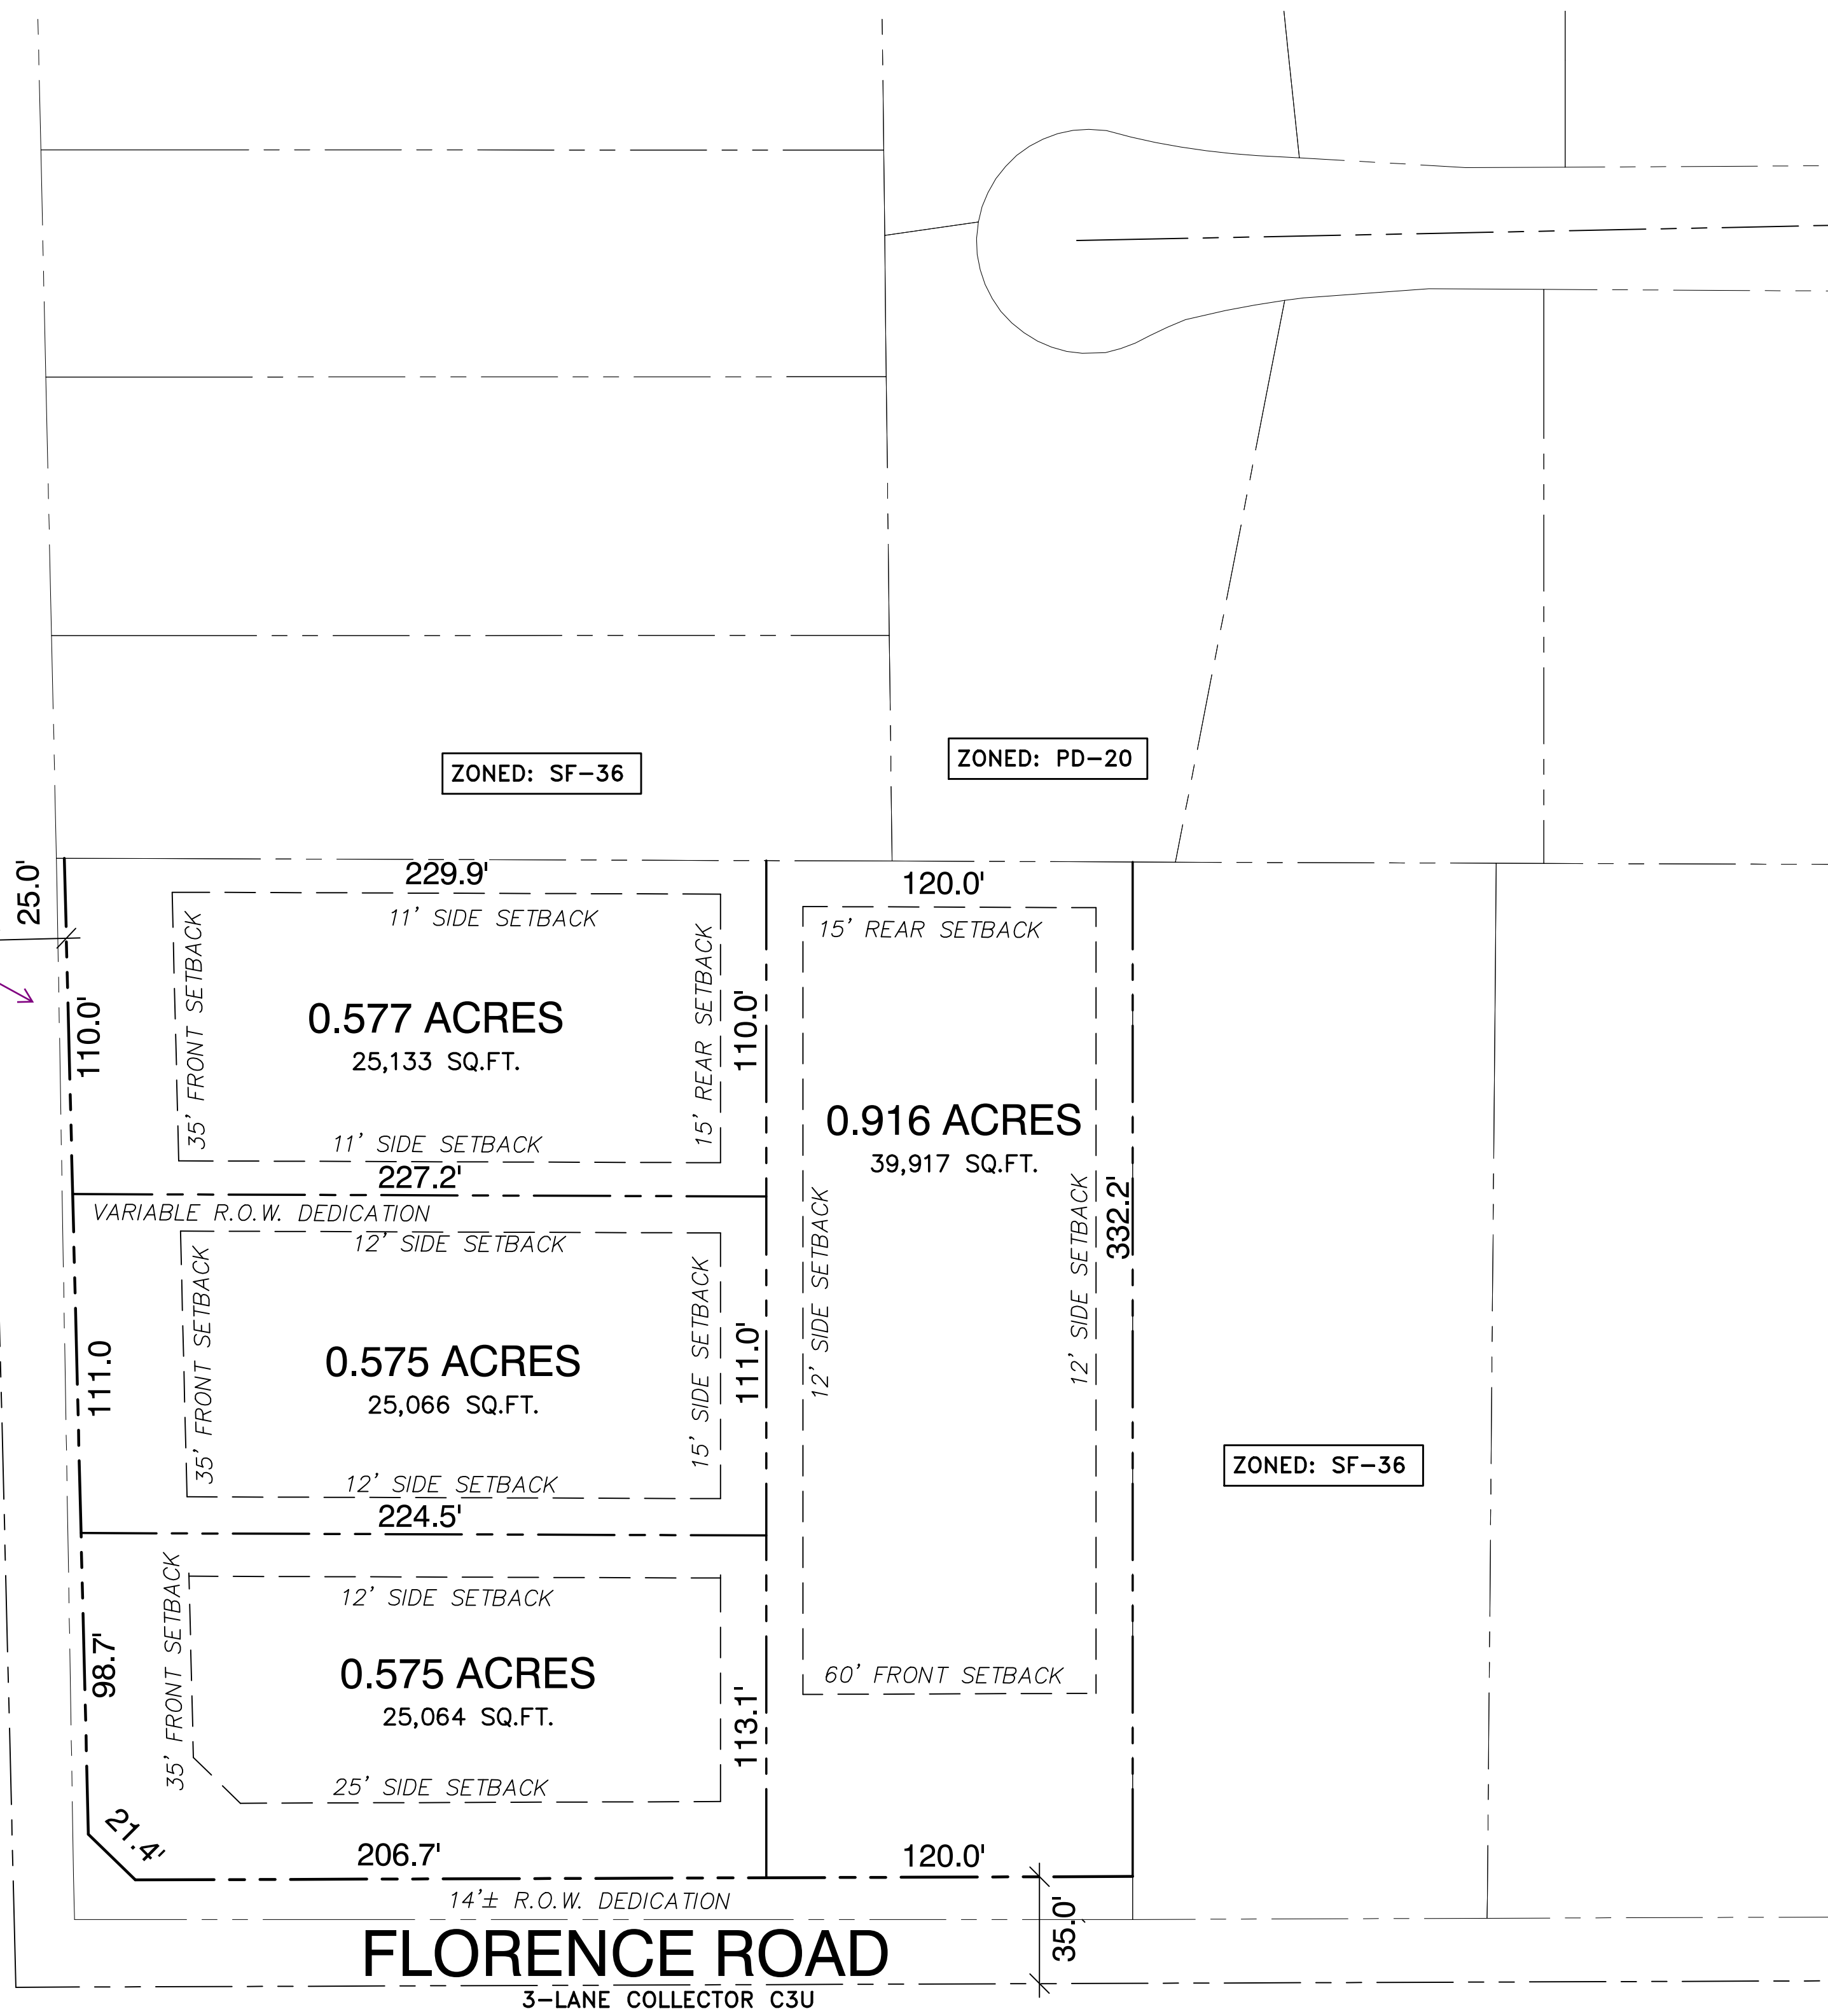 ZONED: SF-36
ZONED: PD-20
25.0'
229.9'
120.0'
11' SIDE SETBACK
15' REAR SETBACK
35' FRONT SETBACK
15' REAR SETBACK
110.0'
0.577 ACRES
25,133 SQ.FT.
110.0'
11' SIDE SETBACK
227.2'
0.916 ACRES
39,917 SQ.FT.
12' SIDE SETBACK
12' SIDE SETBACK
332.2'
VARIABLE R.O.W. DEDICATION
12' SIDE SETBACK
35' FRONT SETBACK
15' SIDE SETBACK
111.0
0.575 ACRES
25,066 SQ.FT.
111.0'
12' SIDE SETBACK
224.5'
ZONED: SF-36
12' SIDE SETBACK
35' FRONT SETBACK
98.7'
0.575 ACRES
25,064 SQ.FT.
113.1'
60' FRONT SETBACK
25' SIDE SETBACK
21.4'
206.7'
120.0'
14'± R.O.W. DEDICATION
35.0'
FLORENCE ROAD
3-LANE COLLECTOR C3U